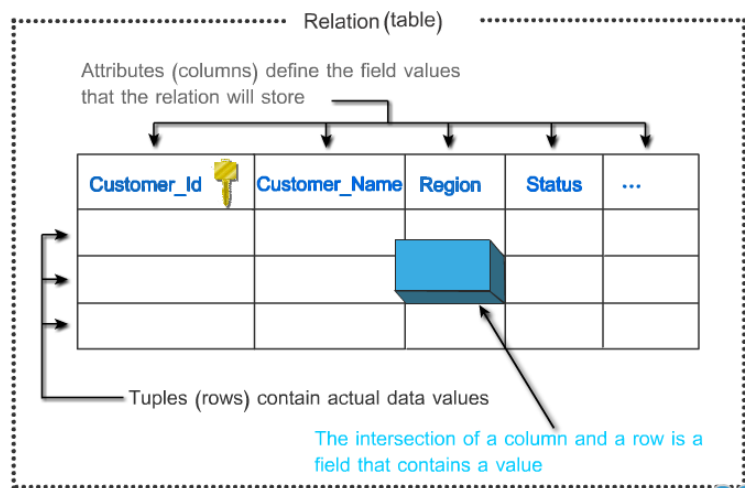 Relation (table)
Attributes (columns) define the field values
that the relation will store
Customer_Id Customer_Name Region Status ...
Tuples (rows) contain actual data values
The intersection of a column and a row is a
field that contains a value